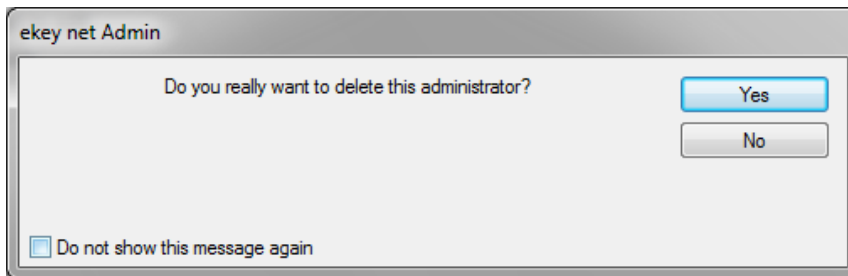 ekey net Admin
Do you really want to delete this administrator?
Yes
No
Do not show this message again